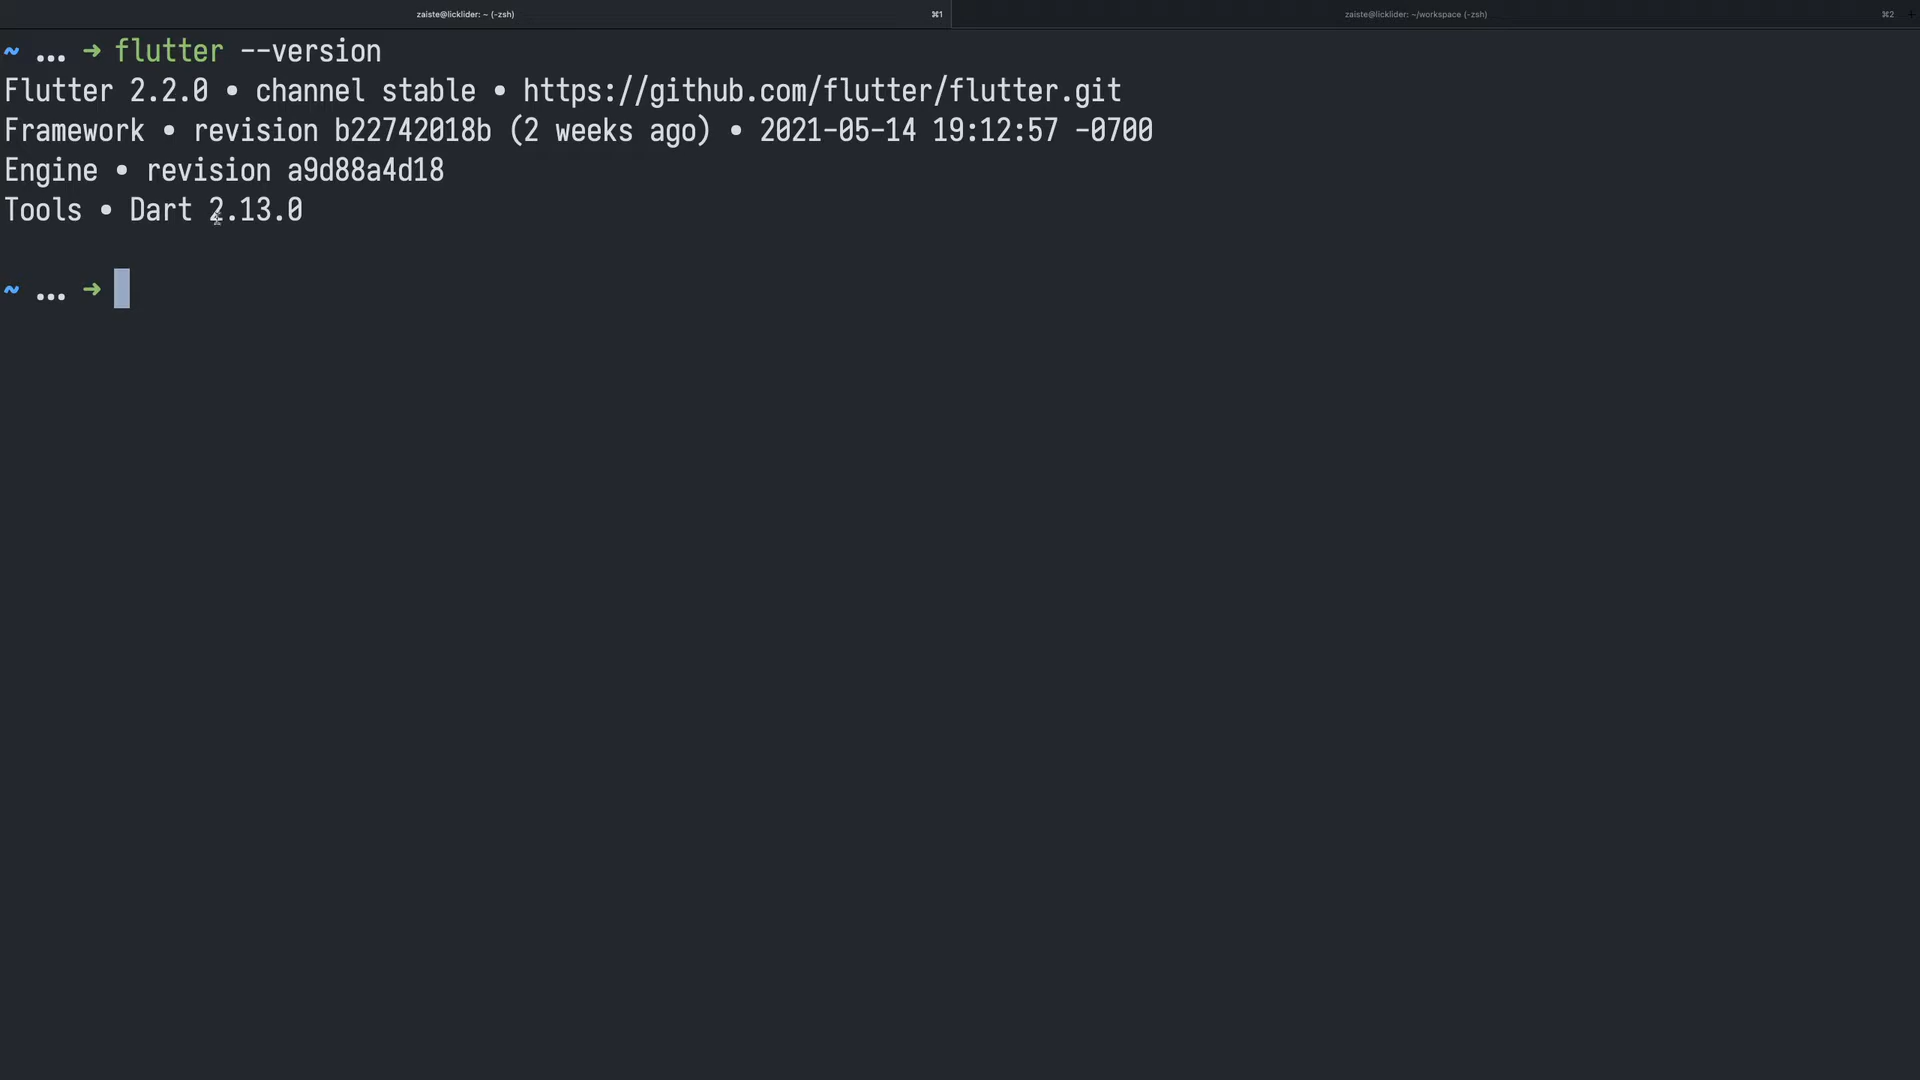 zaiste@licklider: ~ (-zsh) ⌘1 zaiste@licklider: ~/workspace (-zsh) ⌘2 +
~ … ➜ flutter --version
Flutter 2.2.0 • channel stable • https://github.com/flutter/flutter.git
Framework • revision b22742018b (2 weeks ago) • 2021-05-14 19:12:57 -0700
Engine • revision a9d88a4d18
Tools • Dart 2.13.0
~ … ➜